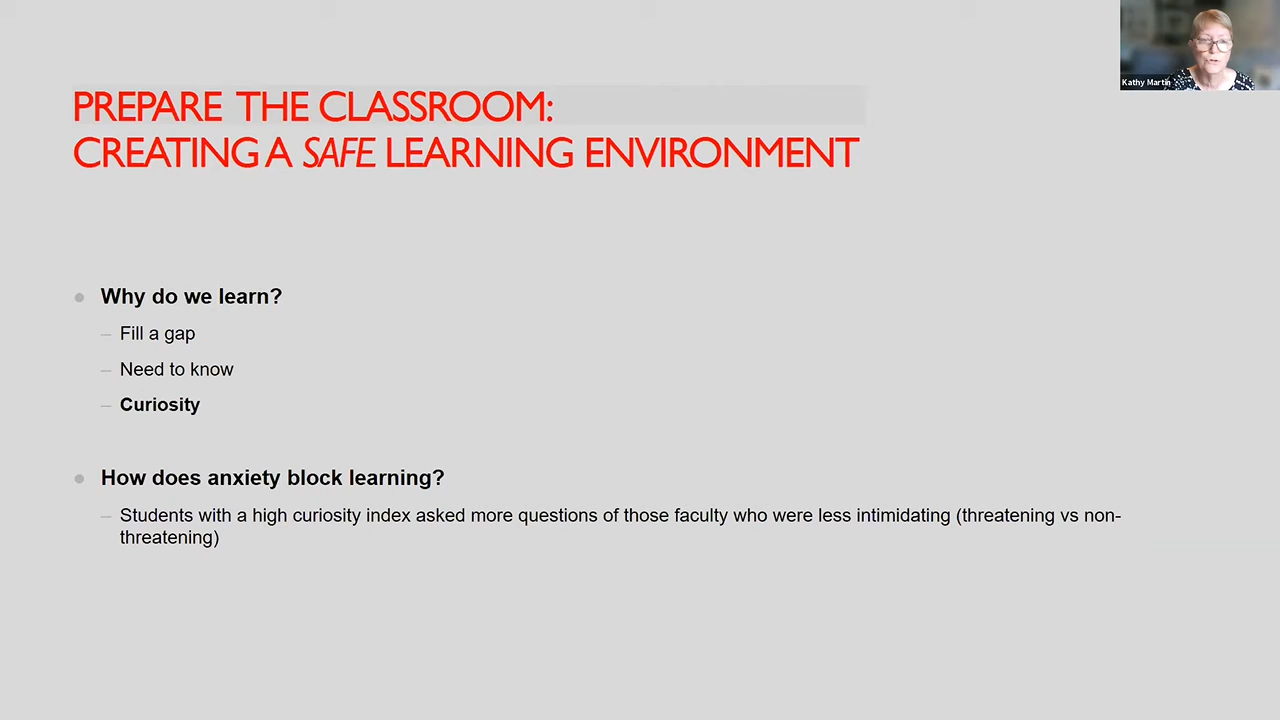 Kathy Martin
PREPARE THE CLASSROOM:
CREATING A SAFE LEARNING ENVIRONMENT
Why do we learn?
– Fill a gap
– Need to know
– Curiosity
How does anxiety block learning?
– Students with a high curiosity index asked more questions of those faculty who were less intimidating (threatening vs non-
threatening)